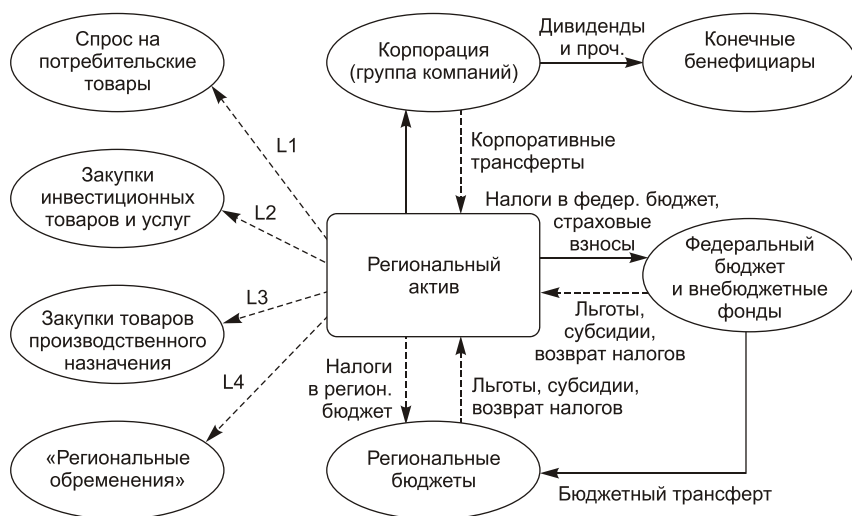 Спрос на
потребительские
товары
Корпорация
(группа компаний)
Дивиденды
и проч.
Конечные
бенефициары
L1
Корпоративные
трансферты
Закупки
инвестиционных
товаров и услуг
L2
Налоги в федер. бюджет,
страховые
взносы
Региональный
актив
Федеральный
бюджет
и внебюджетные
фонды
L3
Закупки товаров
производственного
назначения
Льготы,
субсидии,
возврат налогов
L4
Налоги
в регион.
бюджет
Льготы, субсидии,
возврат налогов
«Региональные
обременения»
Региональные
бюджеты
Бюджетный трансферт